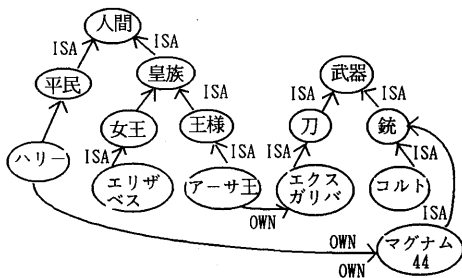 人間
ISA
ISA
平民
皇族
武器
ISA
ISA
ISA
ISA
女王
王様
刀
銃
ハリー
ISA
ISA
ISA
ISA
エリザ
ベス
アーサ王
エクス
ガリバ
コルト
OWN
ISA
OWN
マグナム
44
OWN